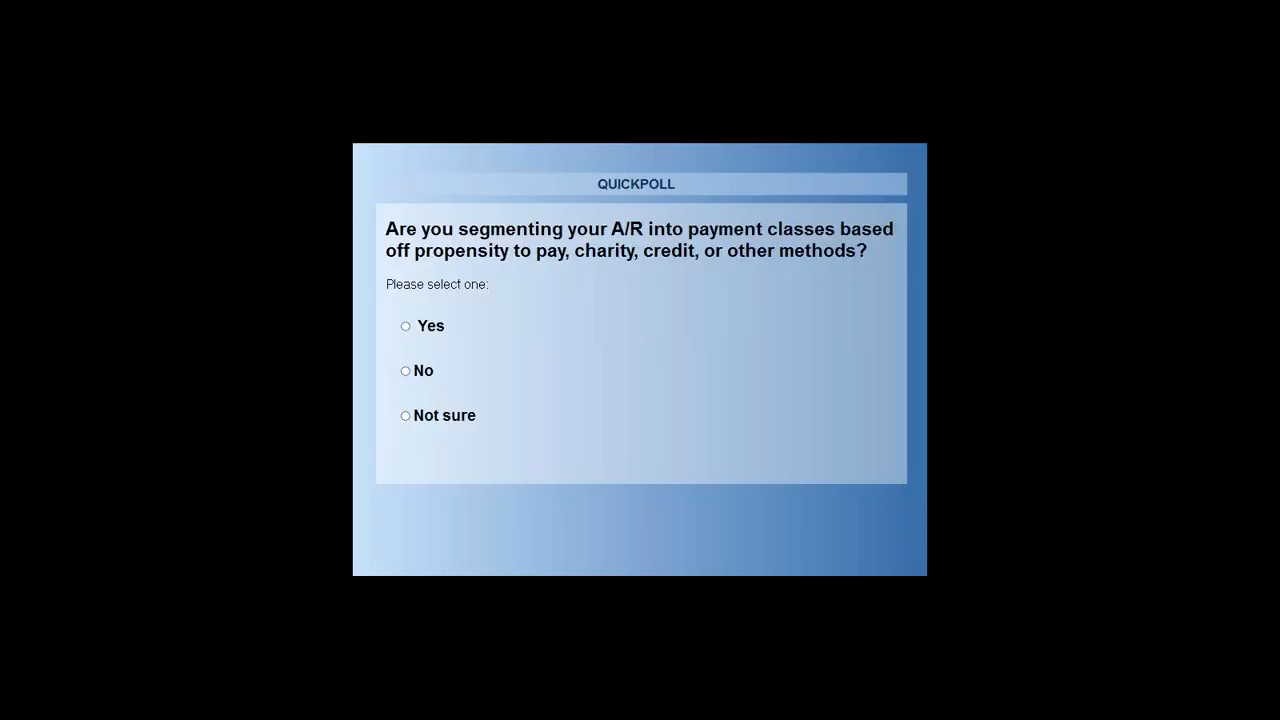 QUICKPOLL
Are you segmenting your A/R into payment classes based
off propensity to pay, charity, credit, or other methods?
Please select one:
Yes
No
Not sure